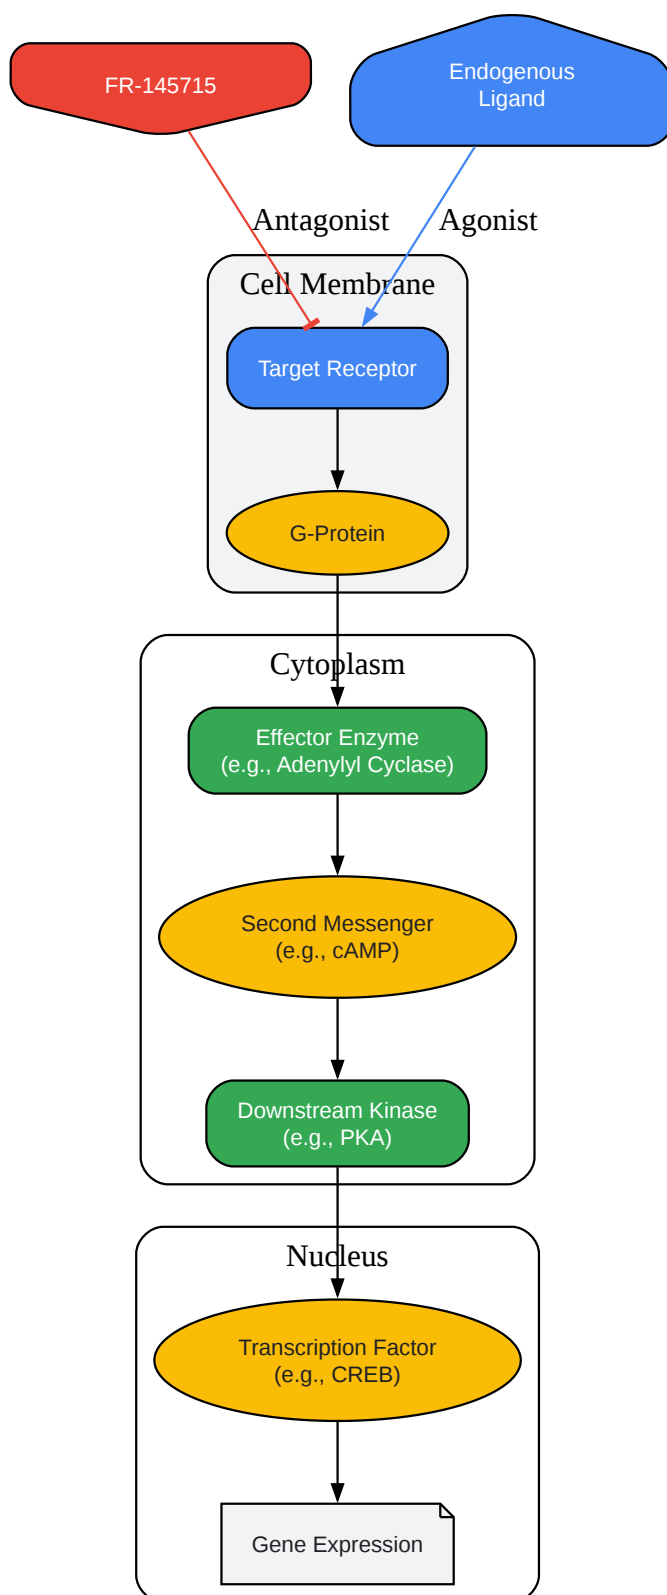 FR-145715
Endogenous
Ligand
Antagonist
Agonist
Cell Membrane
Target Receptor
G-Protein
Cytoplasm
Effector Enzyme
(e.g., Adenylyl Cyclase)
Second Messenger
(e.g., cAMP)
Downstream Kinase
(e.g., PKA)
Nucleus
Transcription Factor
(e.g., CREB)
Gene Expression